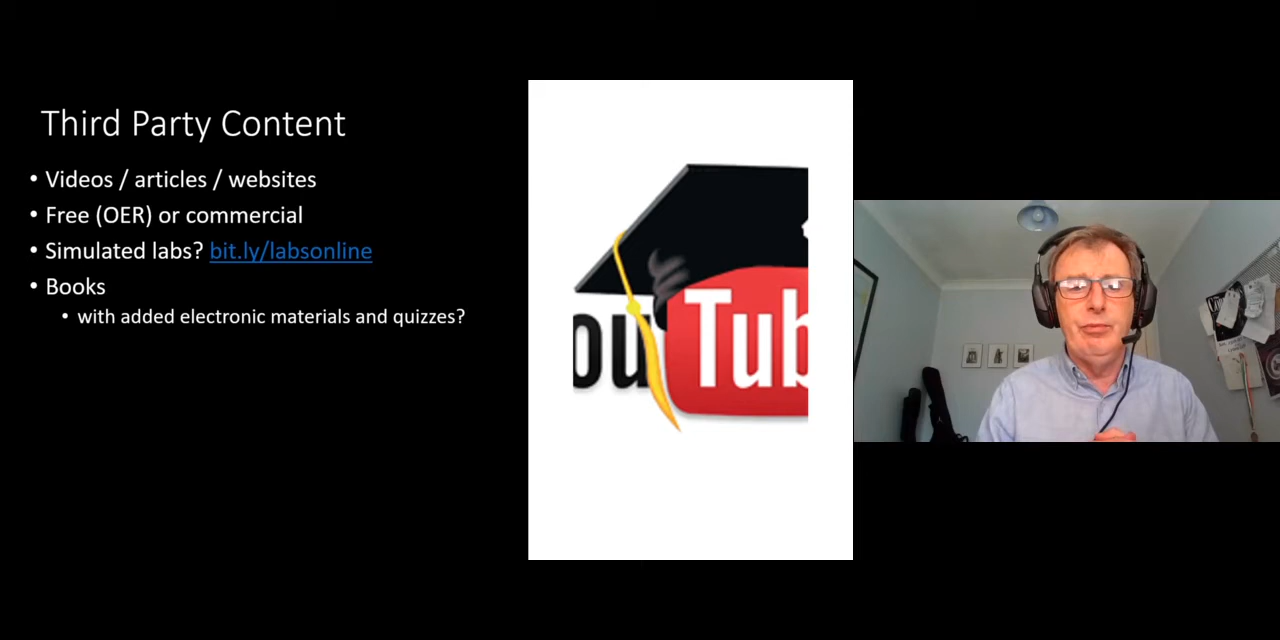 Third Party Content
• Videos / articles / websites
• Free (OER) or commercial
• Simulated labs? bit.ly/labsonline
• Books
• with added electronic materials and quizzes?
ou Tub